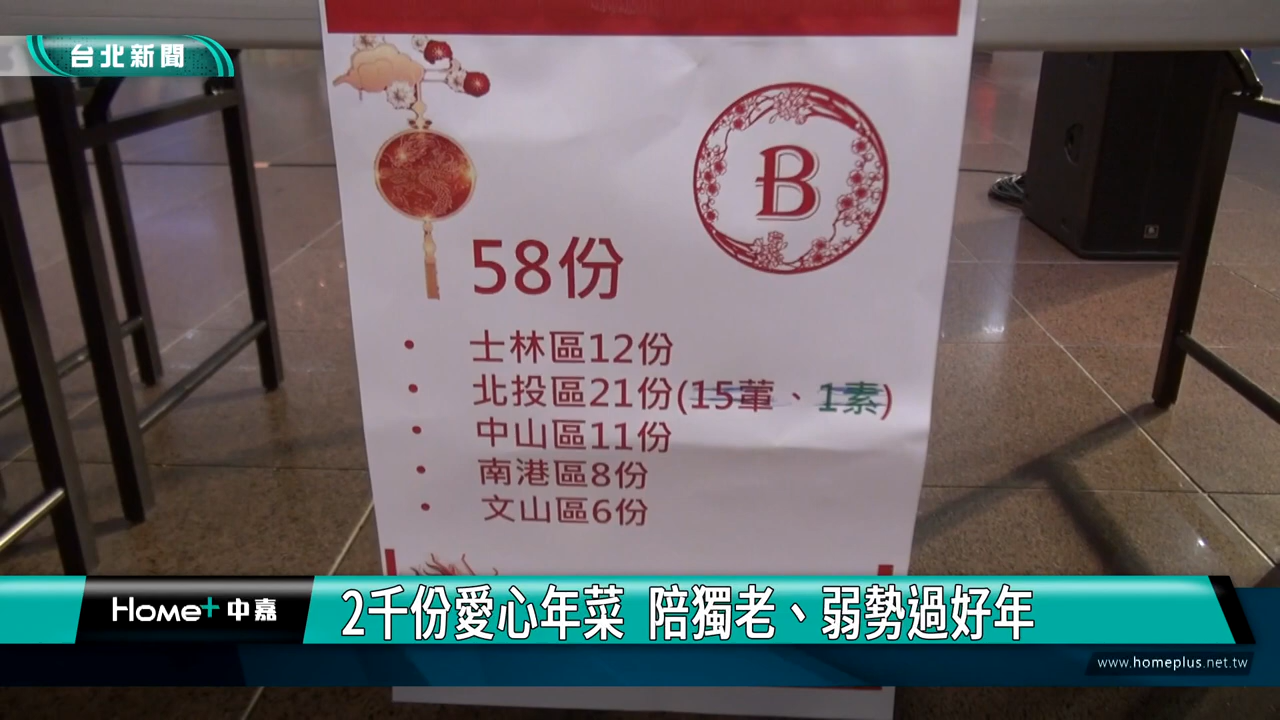 台北新聞
B
58份
• 士林區12份
• 北投區21份(15葷、1素)
• 中山區11份
• 南港區8份
• 文山區6份
Home+中嘉
2千份愛心年菜 陪獨老、弱勢過好年
www.homeplus.net.tw